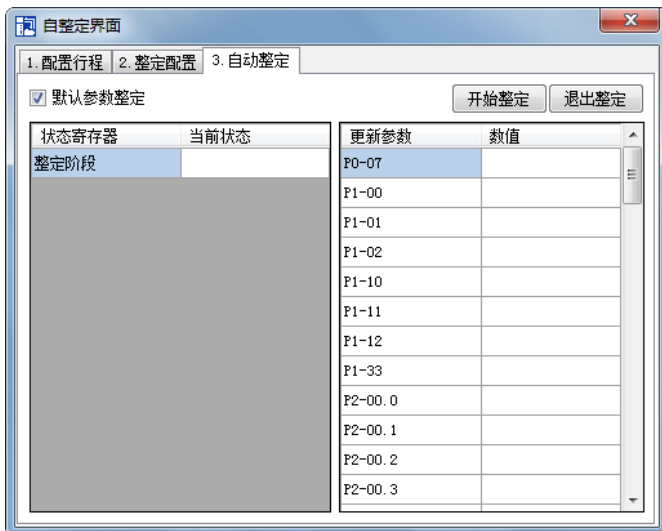 自整定界面
1. 配置行程 2. 整定配置 3. 自动整定
默认参数整定 开始整定 退出整定
状态寄存器 当前状态 更新参数 数值
整定阶段 P0-07
P1-00
P1-01
P1-02
P1-10
P1-11
P1-12
P1-33
P2-00. 0
P2-00. 1
P2-00. 2
P2-00. 3